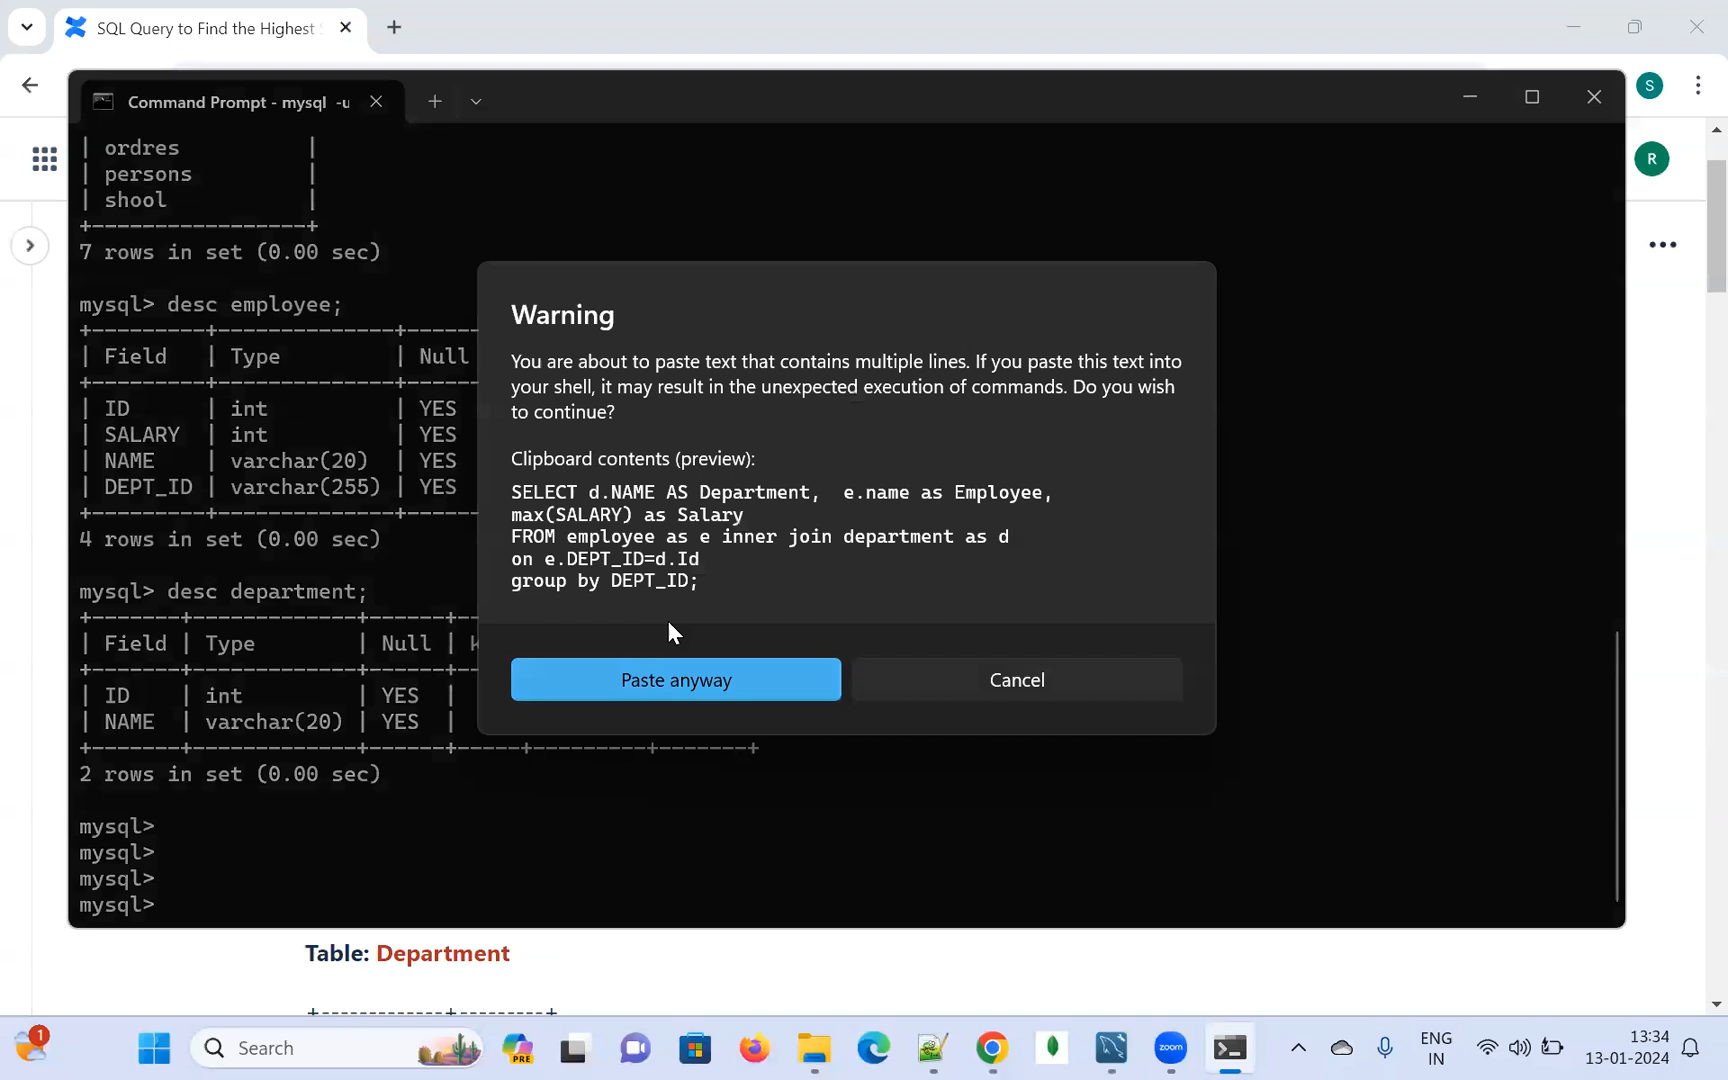 SQL Query to Find the Highest
Command Prompt - mysql -u
S
R
| ordres |
| persons |
| shool |
+-----------------+
7 rows in set (0.00 sec)
mysql> desc employee;
| Field | Type | Null
| ID | int | YES
| SALARY | int | YES
| NAME | varchar(20) | YES
| DEPT_ID | varchar(255) | YES
4 rows in set (0.00 sec)
mysql> desc department;
| Field | Type | Null |
| ID | int | YES |
| NAME | varchar(20) | YES |
2 rows in set (0.00 sec)
mysql>
mysql>
mysql>
mysql>
Warning
You are about to paste text that contains multiple lines. If you paste this text into
your shell, it may result in the unexpected execution of commands. Do you wish
to continue?
Clipboard contents (preview):
SELECT d.NAME AS Department,  e.name as Employee,
max(SALARY) as Salary
FROM employee as e inner join department as d
on e.DEPT_ID=d.Id
group by DEPT_ID;
Paste anyway
Cancel
Table: Department
1
Search
PRE
zoom
ENG
IN
13:34
13-01-2024